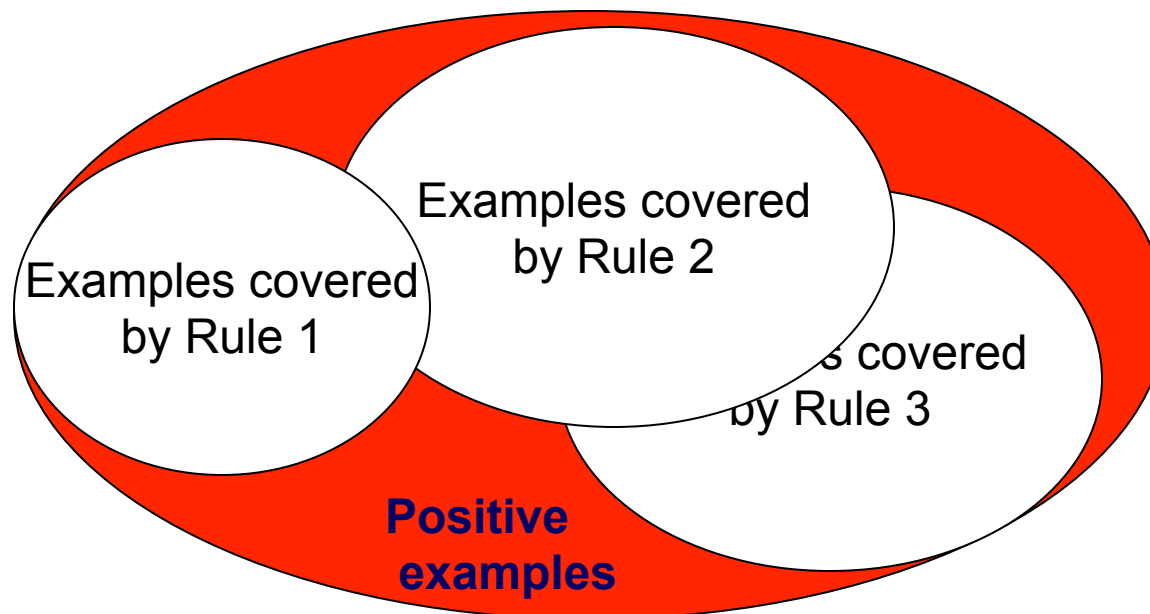 Examples covered
by Rule 2
Examples covered
by Rule 1
covered
by Rule 3
Positive
examples